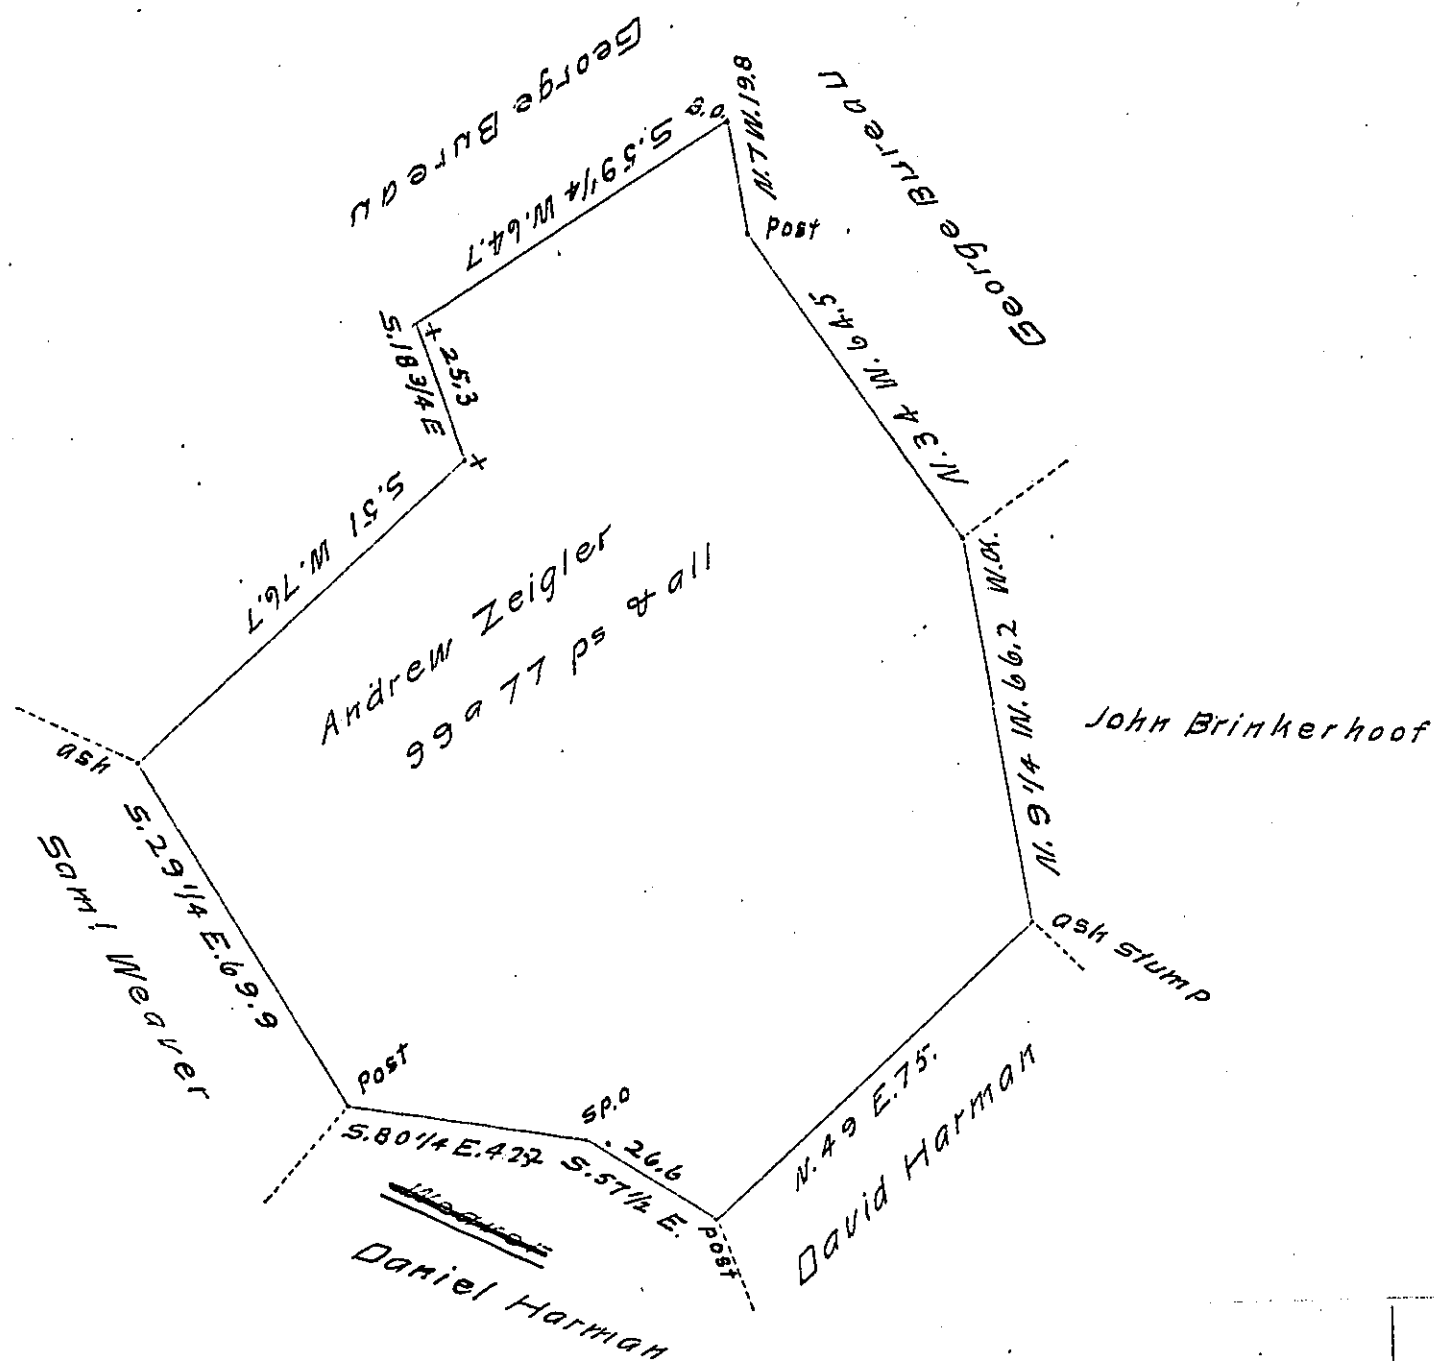 George Bureau
George Bureau
S.59 1/4 W.64.7
N.7 W.19.8
Post
N.34 W.64.5
S.18 3/4 E
+ 25,3
+
S.51 W.76.7
Andrew Zeigler
99 a 77 ps & all
N. 9 1/4 W. 66.2
John Brinkerhoof
ash
S.29 1/4 E.69.9
Sam! Weaver
ash stump
Post
S.80 1/4 E.42
SP.O
26.6
S.57 1/2 E.
post
N.49 E.75.
David Harman
Weaver
Daniel Harman